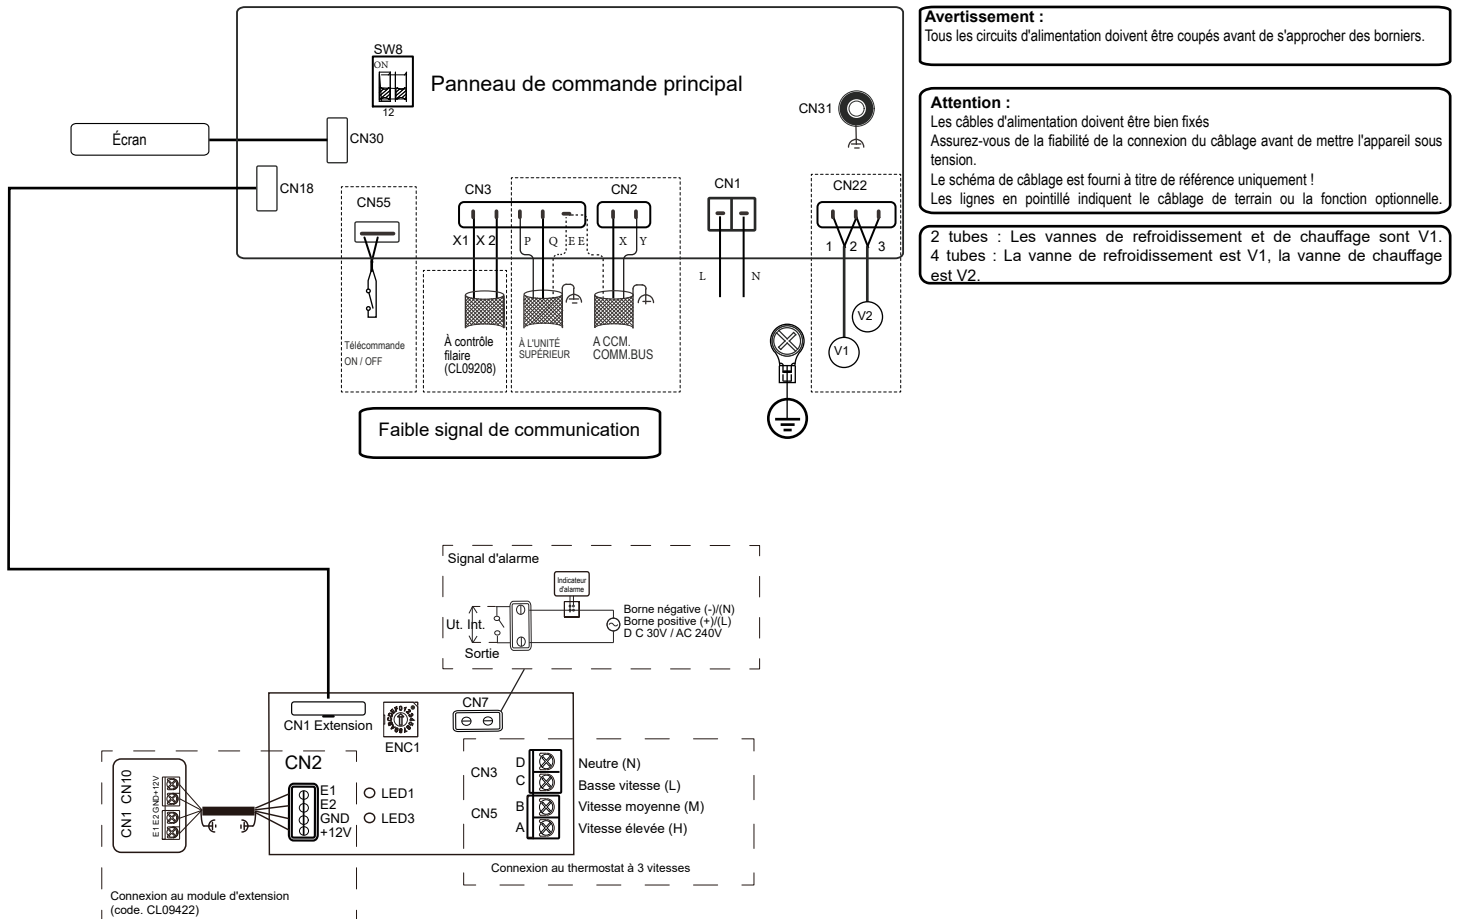 SW8
ON
12
Panneau de commande principal
CN31
Écran
CN30
CN18
CN55
CN3
CN2
CN1
CN22
X1 X 2 P Q E E X Y
L N
1 2 3
V2
V1
Télécommande
ON / OFF
À contrôle
filaire
(CL09208)
À L'UNITÉ
SUPÉRIEUR
A CCM.
COMM.BUS
Faible signal de communication
Avertissement :
Tous les circuits d'alimentation doivent être coupés avant de s'approcher des borniers.
Attention :
Les câbles d'alimentation doivent être bien fixés
Assurez-vous de la fiabilité de la connexion du câblage avant de mettre l'appareil sous
tension.
Le schéma de câblage est fourni à titre de référence uniquement !
Les lignes en pointillé indiquent le câblage de terrain ou la fonction optionnelle.
2 tubes : Les vannes de refroidissement et de chauffage sont V1.
4 tubes : La vanne de refroidissement est V1, la vanne de chauffage
est V2.
Signal d'alarme
Indicateur
d'alarme
Ut. Int.
Sortie
Borne négative (-)/(N)
Borne positive (+)/(L)
D C 30V / AC 240V
CN1 Extension
ENC1
CN7
CN2
E1
E2
GND
+12V
LED1
LED3
CN1 CN10
E1 E2 GND+12V
CN3
CN5
D Neutre (N)
C Basse vitesse (L)
B Vitesse moyenne (M)
A Vitesse élevée (H)
Connexion au thermostat à 3 vitesses
Connexion au module d'extension
(code. CL09422)